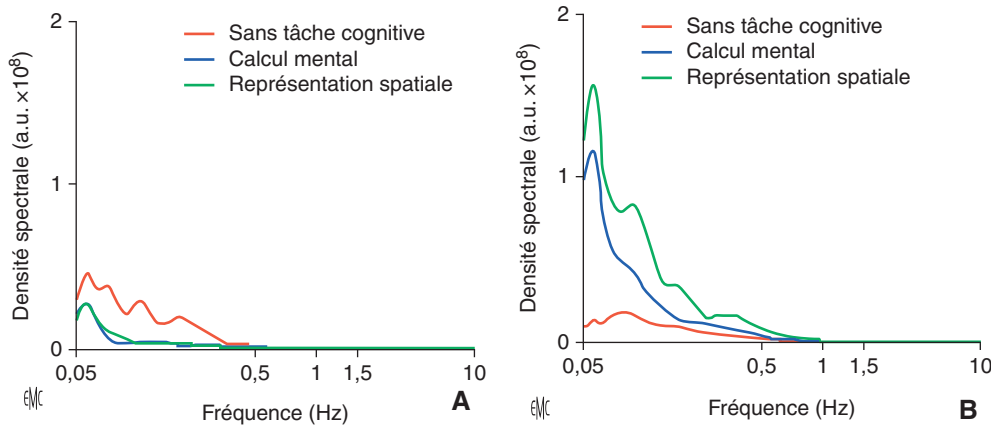 2
Sans tâche cognitive
Calcul mental
Représentation spatiale
Densité spectrale (a.u. ×10⁸)
1
0
0,05
0,5
1
1,5
10
Fréquence (Hz)
EMC
A
2
Sans tâche cognitive
Calcul mental
Représentation spatiale
Densité spectrale (a.u. ×10⁸)
1
0
0,05
0,5
1
1,5
10
Fréquence (Hz)
EMC
B